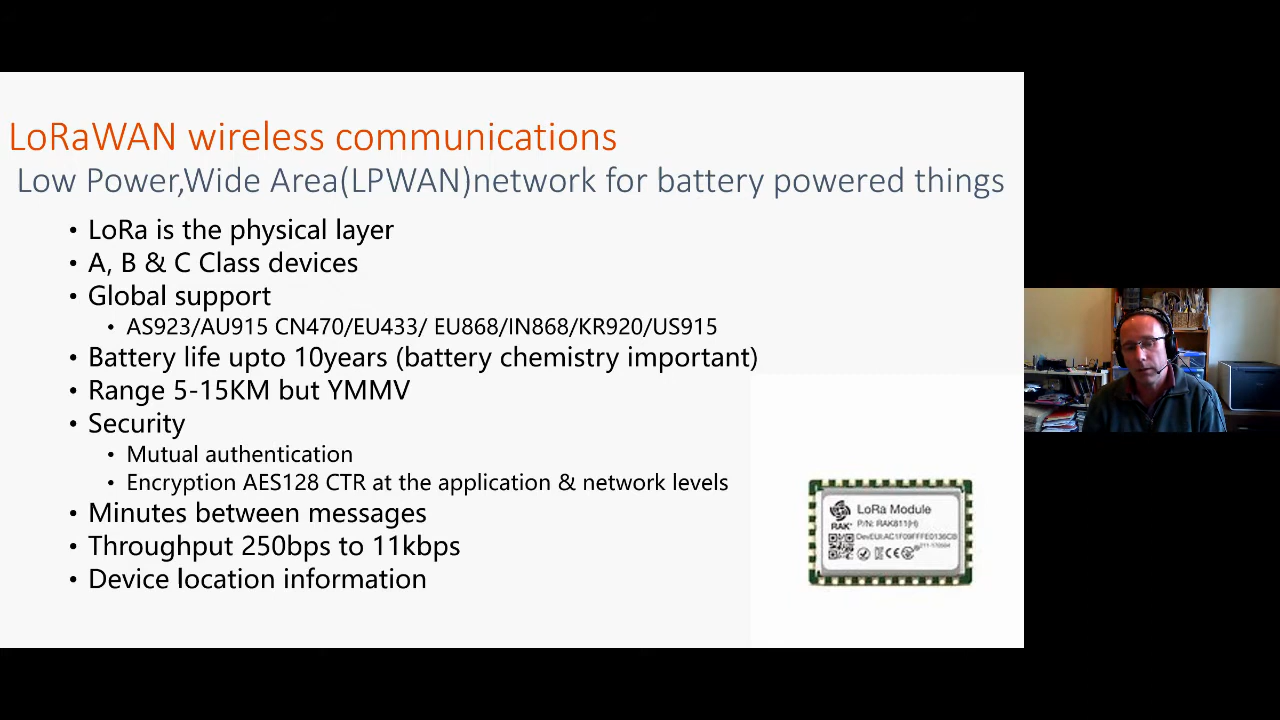 LoRaWAN wireless communications
Low Power,Wide Area(LPWAN)network for battery powered things
• LoRa is the physical layer
• A, B & C Class devices
• Global support
• AS923/AU915 CN470/EU433/ EU868/IN868/KR920/US915
• Battery life upto 10years (battery chemistry important)
• Range 5-15KM but YMMV
• Security
• Mutual authentication
• Encryption AES128 CTR at the application & network levels
• Minutes between messages
• Throughput 250bps to 11kbps
• Device location information
LoRa Module
RAK
P/N: RAK811(H)
DevEUI:AC1F09FFFE0136CB